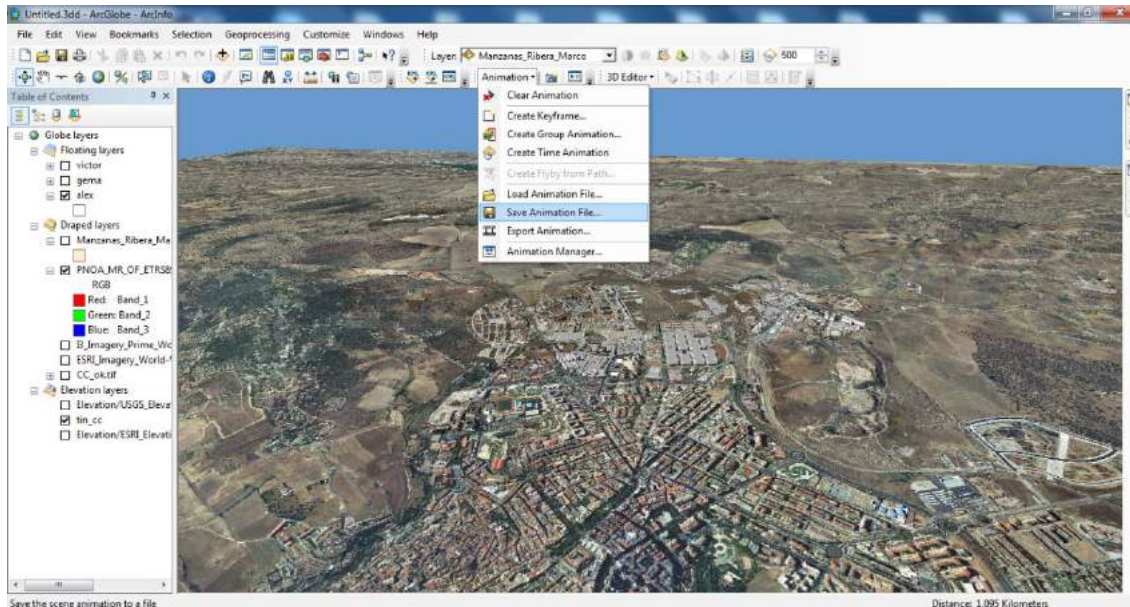 Untitled.3dd - ArcGlobe - ArcInfo
File Edit View Bookmarks Selection Geoprocessing Customize Windows Help
Layer: Manzanas_Ribera_Marco 500
Animation 3D Editor
Table of Contents
Globe layers
Floating layers
victor
gema
alex
Draped layers
Manzanas_Ribera_Ma
PNOA_MR_OF_ETRS8
RGB
Red: Band_1
Green: Band_2
Blue: Band_3
B_Imagery_Prime_Wo
ESRI_Imagery_World-
CC_ok.tif
Elevation layers
Elevation/USGS_Eleva
tin_cc
Elevation/ESRI_Elevati
Clear Animation
Create Keyframe...
Create Group Animation...
Create Time Animation
Create Flyby from Path...
Load Animation File...
Save Animation File...
Export Animation...
Animation Manager...
Save the scene animation to a file
Distance: 1,095 Kilometers